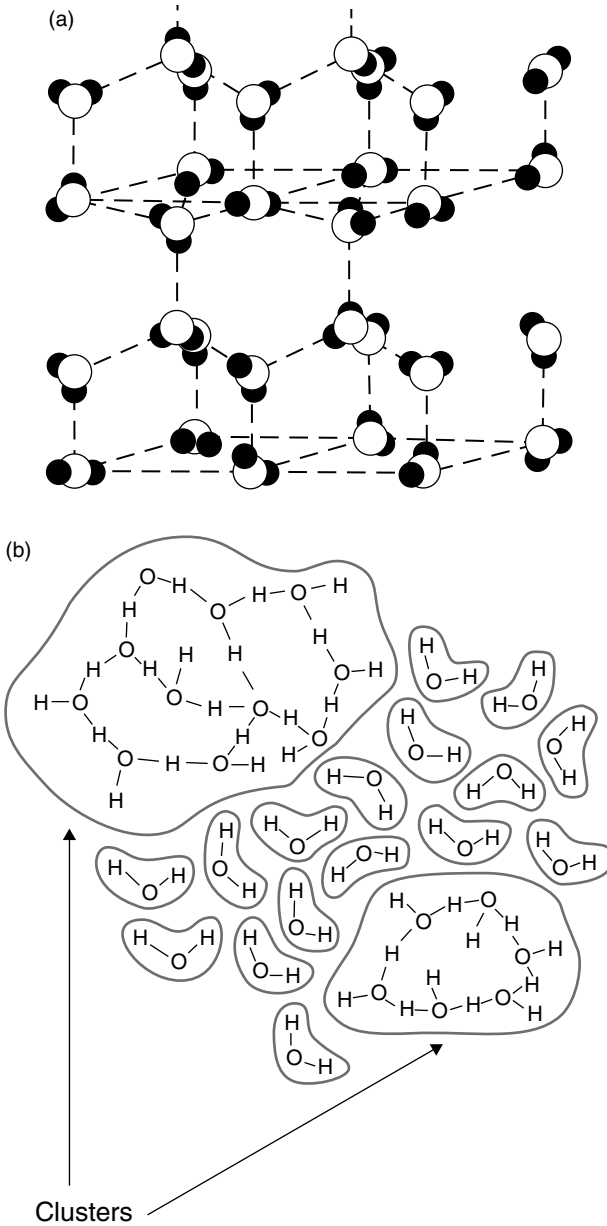 (a)
(b)
O H H O H
H O
H H
O H H H
H H O H O H H
H O H O H H O H
H O H H H
H H O O H O
O H O H H
H O H O H
H H
H H H H H H
O O O H
H O H O H
H H O H O
O H
H H H O H O
O H H
H H O H
H H H O H
O O H O
H H H
H O H O H O
H H H H
H
O H
Clusters